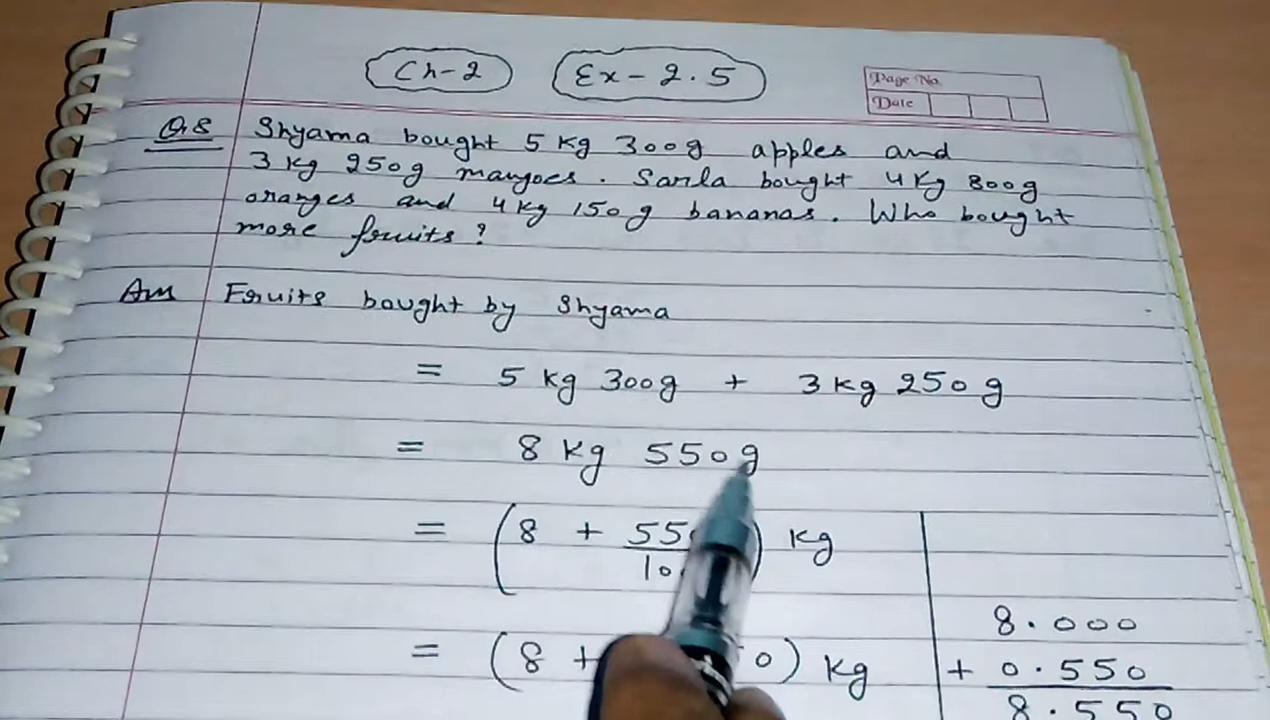 Ch-2 Ex-2.5
Page No.
Date
Q.8 Shyama bought 5 kg 300g apples and
3 kg 250g mangoes. Sarla bought 4 kg 800g
oranges and 4 kg 150 g bananas. Who bought
more fruits?
Ans Fruits bought by Shyama
= 5 kg 300g + 3 kg 250 g
= 8 kg 550g
= (8 + 55
10 ) kg
= (8 + 0) kg
8.000
+ 0.550
8.550